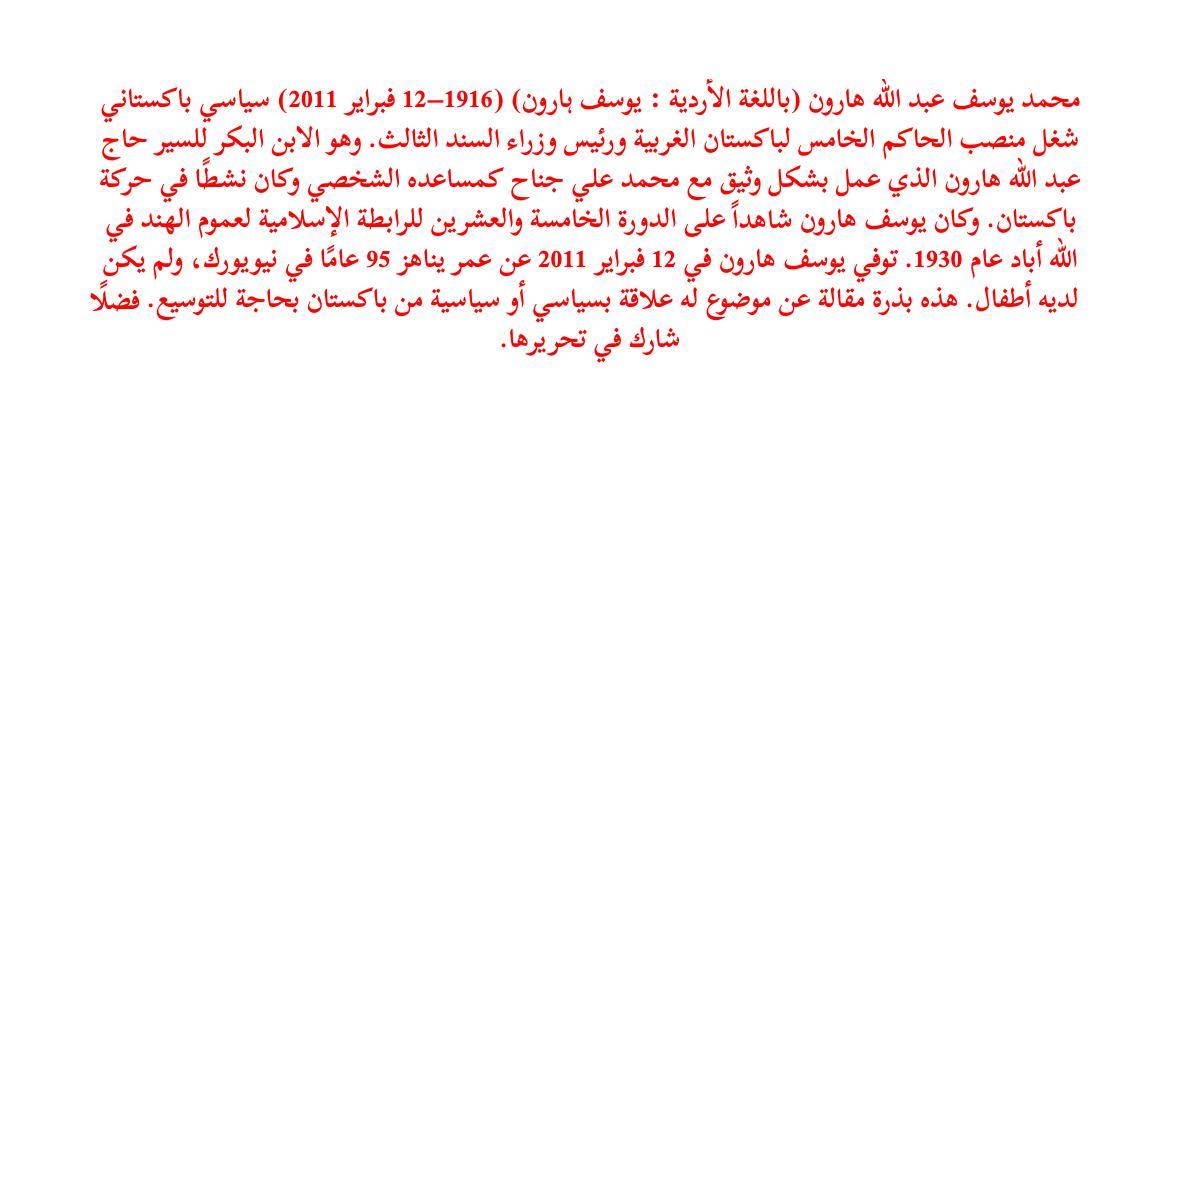 محمد يوسف عبد الله هارون (باللغة الأردية : یوسف ہارون) (1916–12 فبراير 2011) سياسي باكستاني
شغل منصب الحاكم الخامس لباكستان الغربية ورئيس وزراء السند الثالث. وهو الابن البكر للسير حاج
عبد الله هارون الذي عمل بشكل وثيق مع محمد علي جناح كمساعده الشخصي وكان نشطًا في حركة
باكستان. وكان يوسف هارون شاهداً على الدورة الخامسة والعشرين للرابطة الإسلامية لعموم الهند في
الله أباد عام 1930. توفي يوسف هارون في 12 فبراير 2011 عن عمر يناهز 95 عامًا في نيويورك، ولم يكن
لديه أطفال. هذه بذرة مقالة عن موضوع له علاقة بسياسي أو سياسية من باكستان بحاجة للتوسيع. فضلًا
شارك في تحريرها.